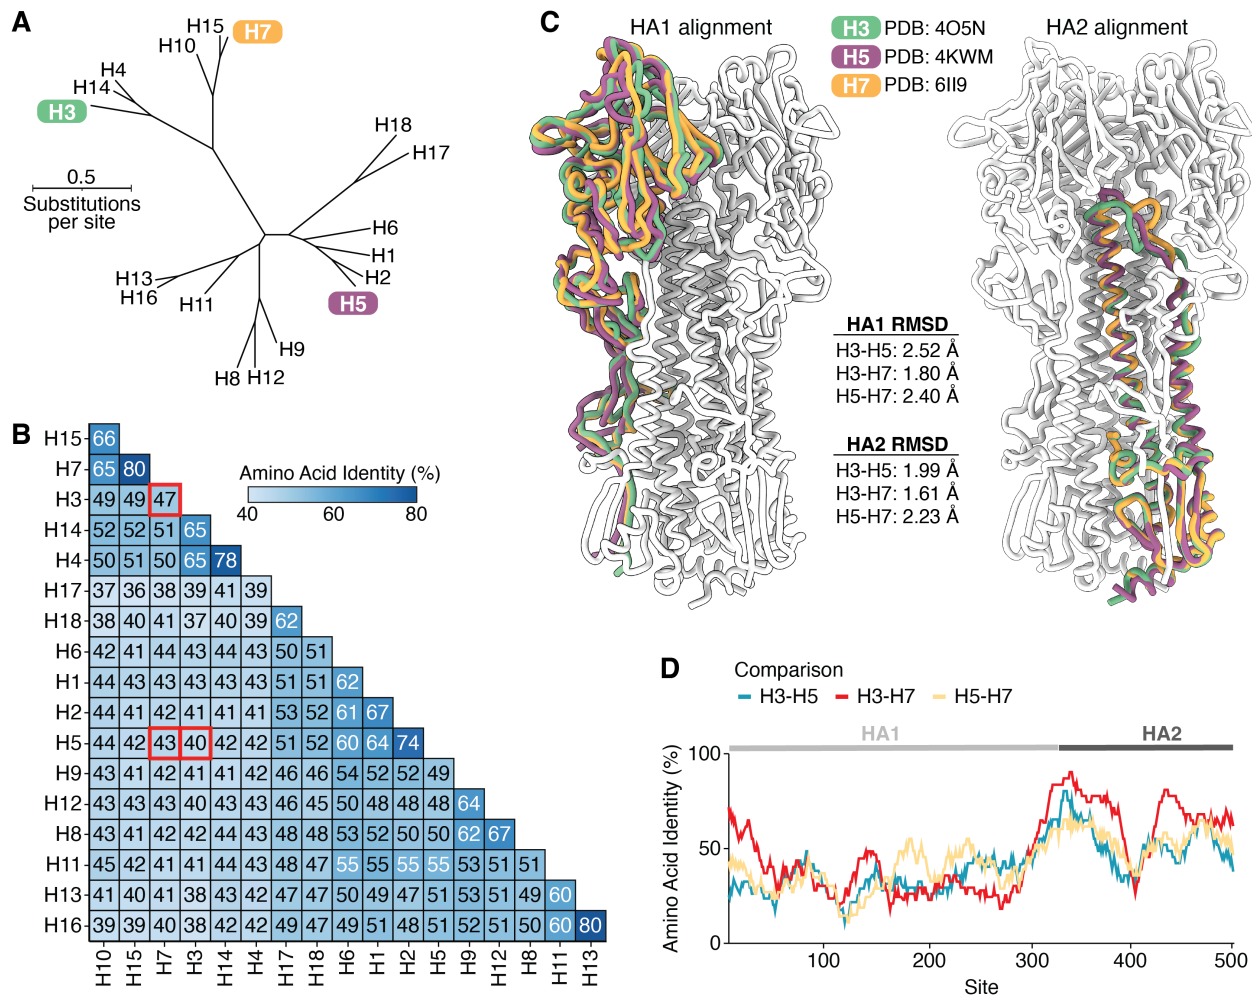 A
H15
H7
H10
H4
H14
H3
H18
H17
0.5
Substitutions
per site
H6
H1
H2
H5
H13
H16
H11
H9
H8
H12
B
H15 66
H7 65 80
H3 49 49 47
H14 52 52 51 65
H4 50 51 50 65 78
H17 37 36 38 39 41 39
H18 38 40 41 37 40 39 62
H6 42 41 44 43 44 43 50 51
H1 44 43 43 43 43 43 51 51 62
H2 44 41 42 41 41 41 53 52 61 67
H5 44 42 43 40 42 42 51 52 60 64 74
H9 43 41 42 41 41 42 46 46 54 52 52 49
H12 43 43 43 40 43 43 46 45 50 48 48 48 64
H8 43 41 42 42 44 43 48 48 53 52 50 50 62 67
H11 45 42 41 41 44 43 48 47 55 55 55 55 53 51 51
H13 41 40 41 38 43 42 47 47 50 49 47 51 53 51 49 60
H16 39 39 40 38 42 42 49 47 49 51 48 51 52 51 50 60 80
H10 H15 H7 H3 H14 H4 H17 H18 H6 H1 H2 H5 H9 H12 H8 H11 H13
Amino Acid Identity (%)
40 60 80
C
HA1 alignment
H3 PDB: 4O5N
H5 PDB: 4KWM
H7 PDB: 6II9
HA2 alignment
HA1 RMSD
H3-H5: 2.52 Å
H3-H7: 1.80 Å
H5-H7: 2.40 Å
HA2 RMSD
H3-H5: 1.99 Å
H3-H7: 1.61 Å
H5-H7: 2.23 Å
D
Comparison
H3-H5 H3-H7 H5-H7
HA1 HA2
Amino Acid Identity (%)
100
50
0
100 200 300 400 500
Site